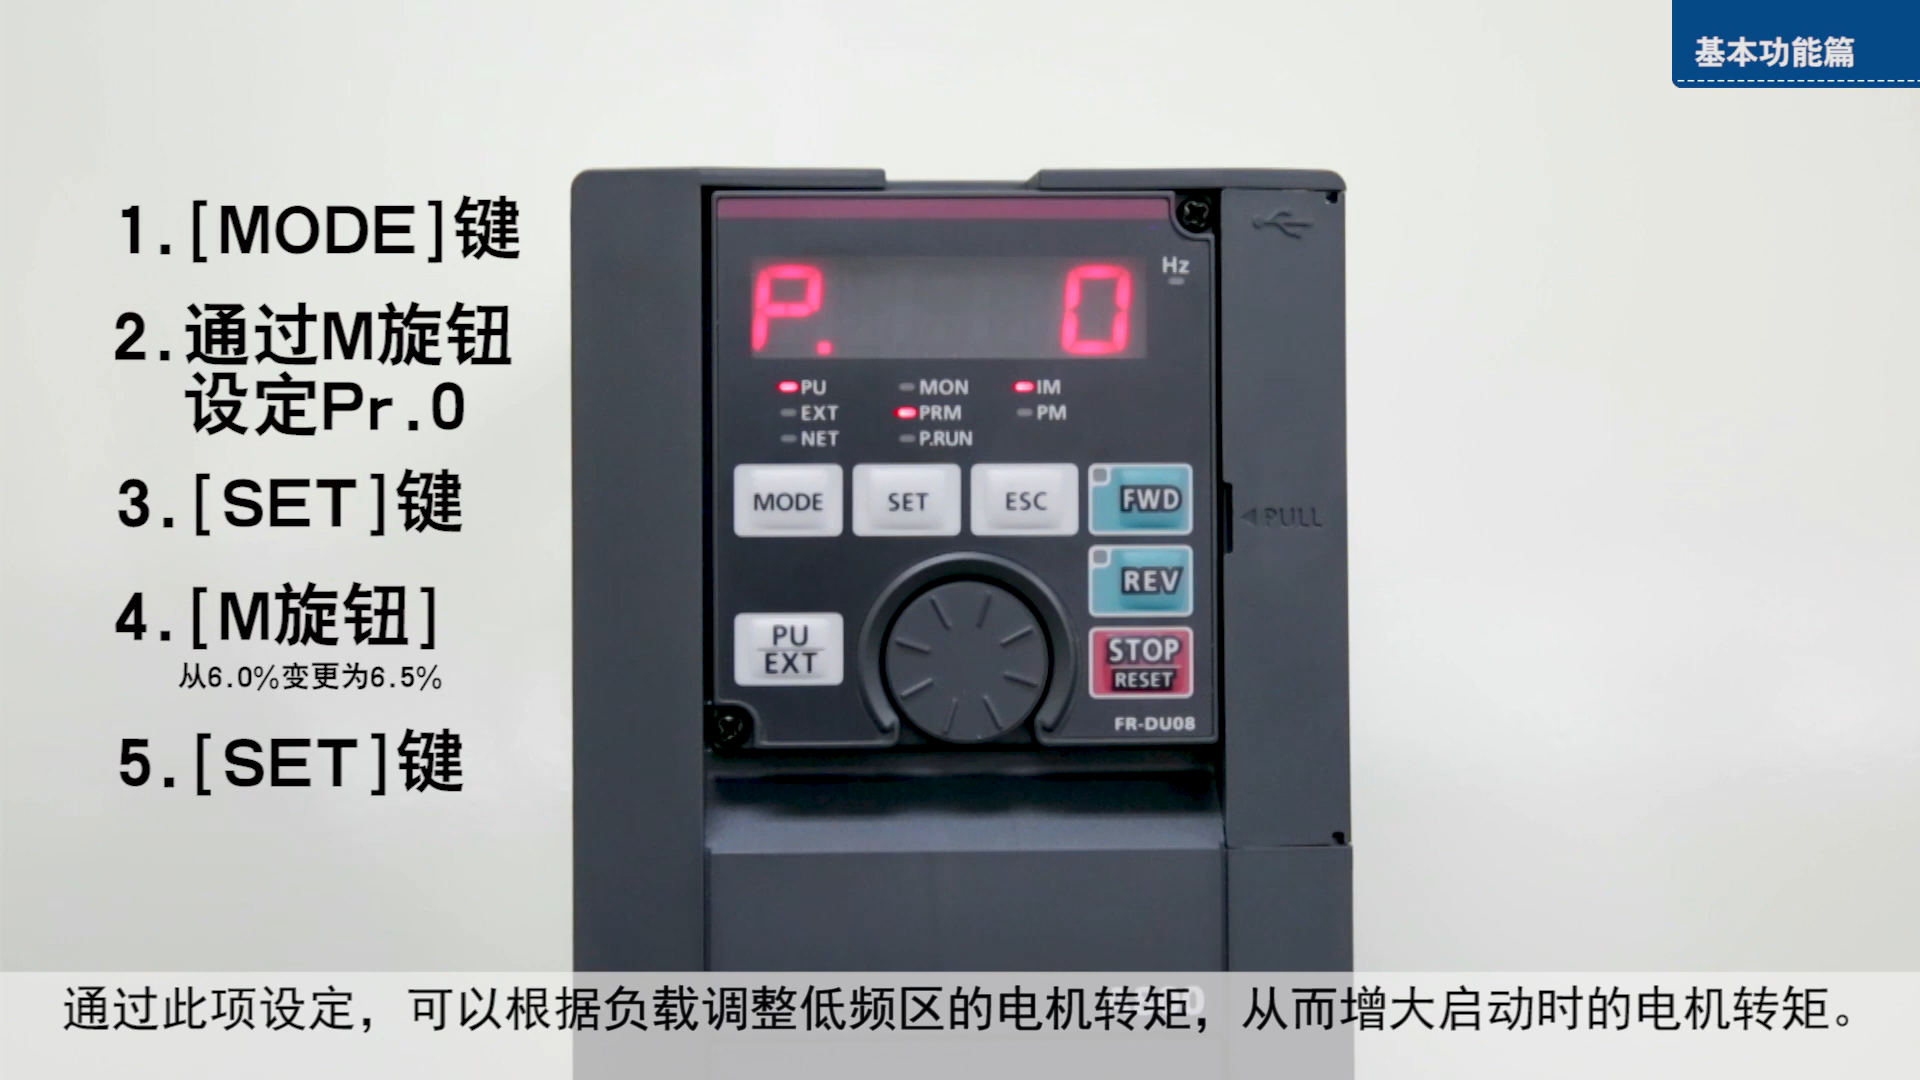 基本功能篇
1.[MODE]键
2.通过M旋钮
设定Pr.0
3.[SET]键
4.[M旋钮]
从6.0%变更为6.5%
5.[SET]键
P. 0
Hz
PU MON IM
EXT PRM PM
NET P.RUN
MODE SET ESC FWD
PULL
REV
PU
EXT
STOP
RESET
FR-DU08
通过此项设定，可以根据负载调整低频区的电机转矩，从而增大启动时的电机转矩。